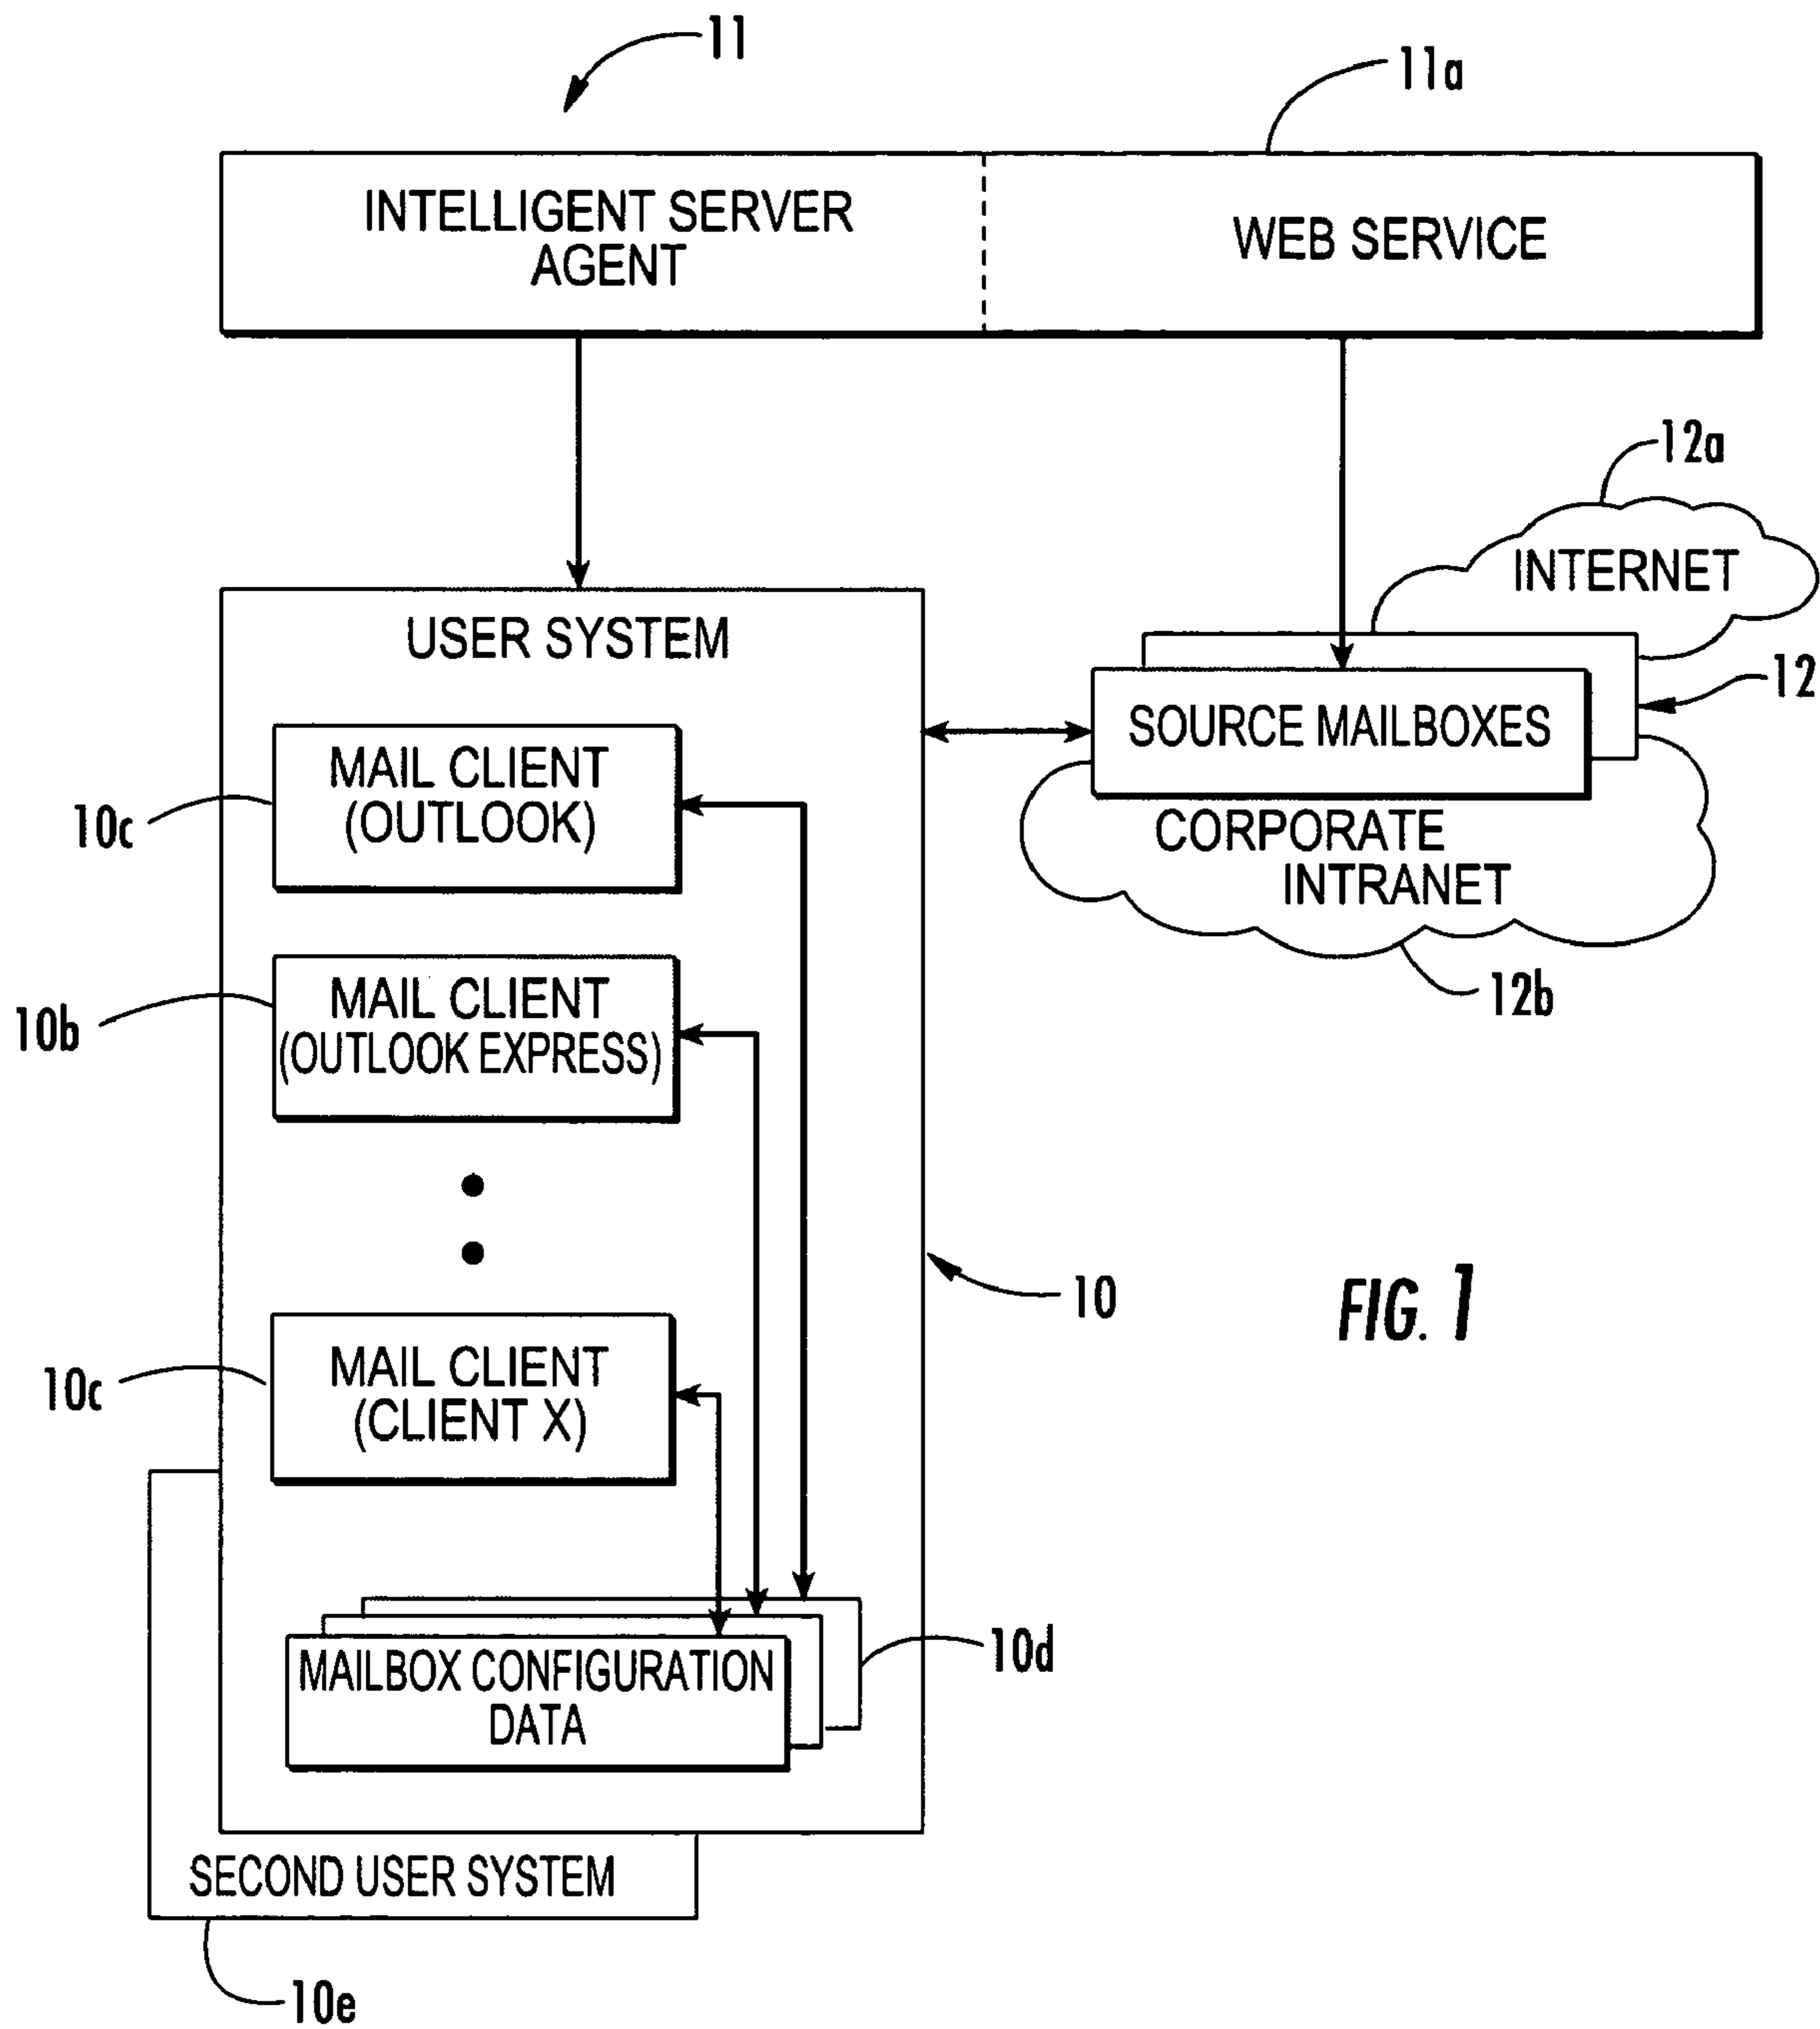 11
11a
INTELLIGENT SERVER
AGENT
WEB SERVICE
12a
INTERNET
USER SYSTEM
12
SOURCE MAILBOXES
MAIL CLIENT
(OUTLOOK)
10c
CORPORATE
INTRANET
12b
MAIL CLIENT
(OUTLOOK EXPRESS)
10b
10
FIG. 1
MAIL CLIENT
(CLIENT X)
10c
10d
MAILBOX CONFIGURATION
DATA
SECOND USER SYSTEM
10e